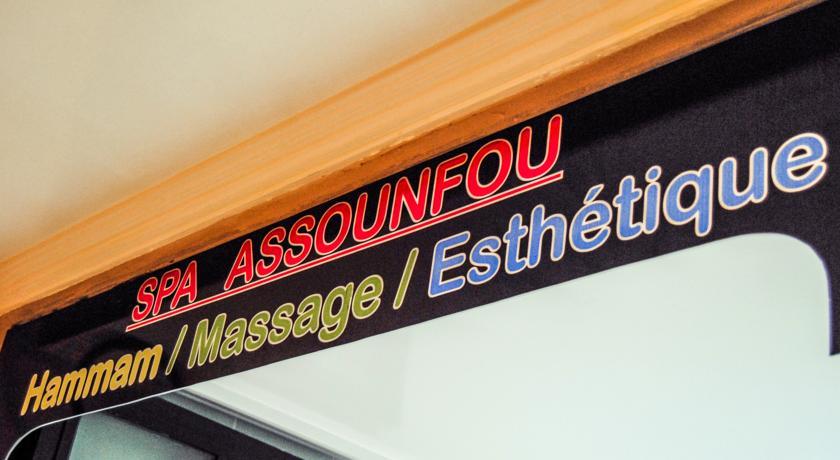 SPA ASSOUNFOU
Hammam / Massage / Esthétique